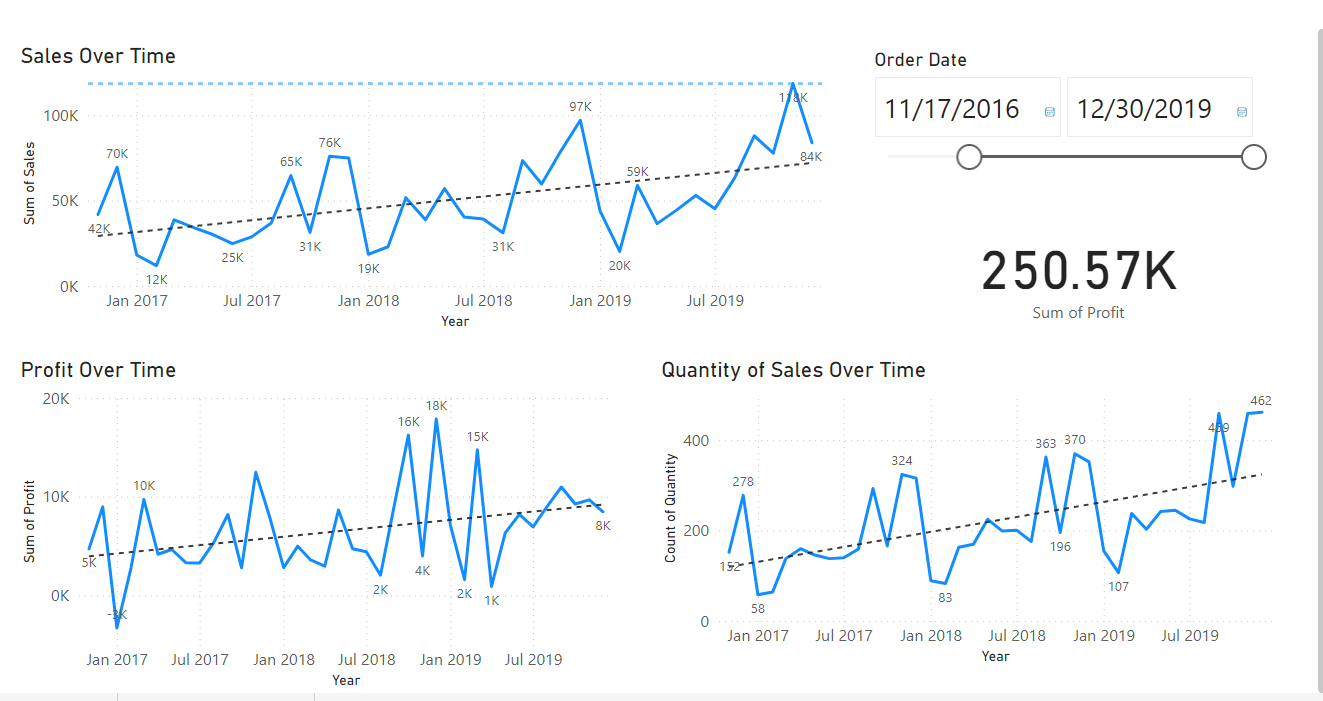 Sales Over Time
Order Date
11/17/2016
12/30/2019
Sum of Sales
100K
50K
0K
42K
70K
12K
25K
65K
31K
76K
19K
31K
97K
20K
59K
118K
84K
Jan 2017
Jul 2017
Jan 2018
Jul 2018
Jan 2019
Jul 2019
Year
250.57K
Sum of Profit
Profit Over Time
Sum of Profit
20K
10K
0K
5K
-3K
10K
2K
16K
4K
18K
2K
15K
1K
8K
Jan 2017
Jul 2017
Jan 2018
Jul 2018
Jan 2019
Jul 2019
Year
Quantity of Sales Over Time
Count of Quantity
400
200
0
152
278
58
324
83
363
196
370
107
459
462
Jan 2017
Jul 2017
Jan 2018
Jul 2018
Jan 2019
Jul 2019
Year